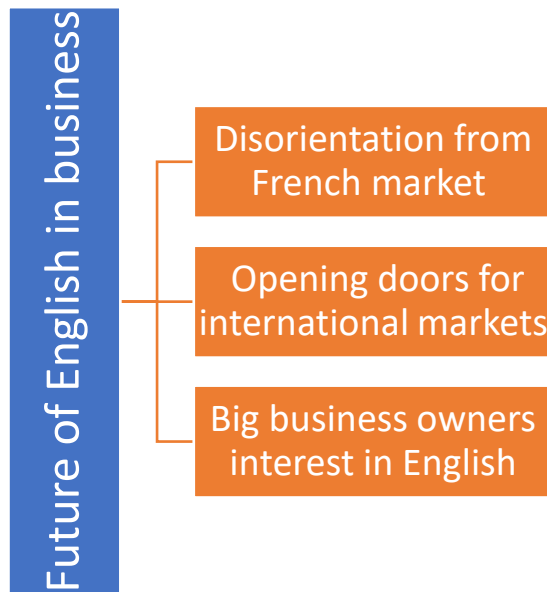 Future of English in business
Disorientation from
French market
Opening doors for
international markets
Big business owners
interest in English